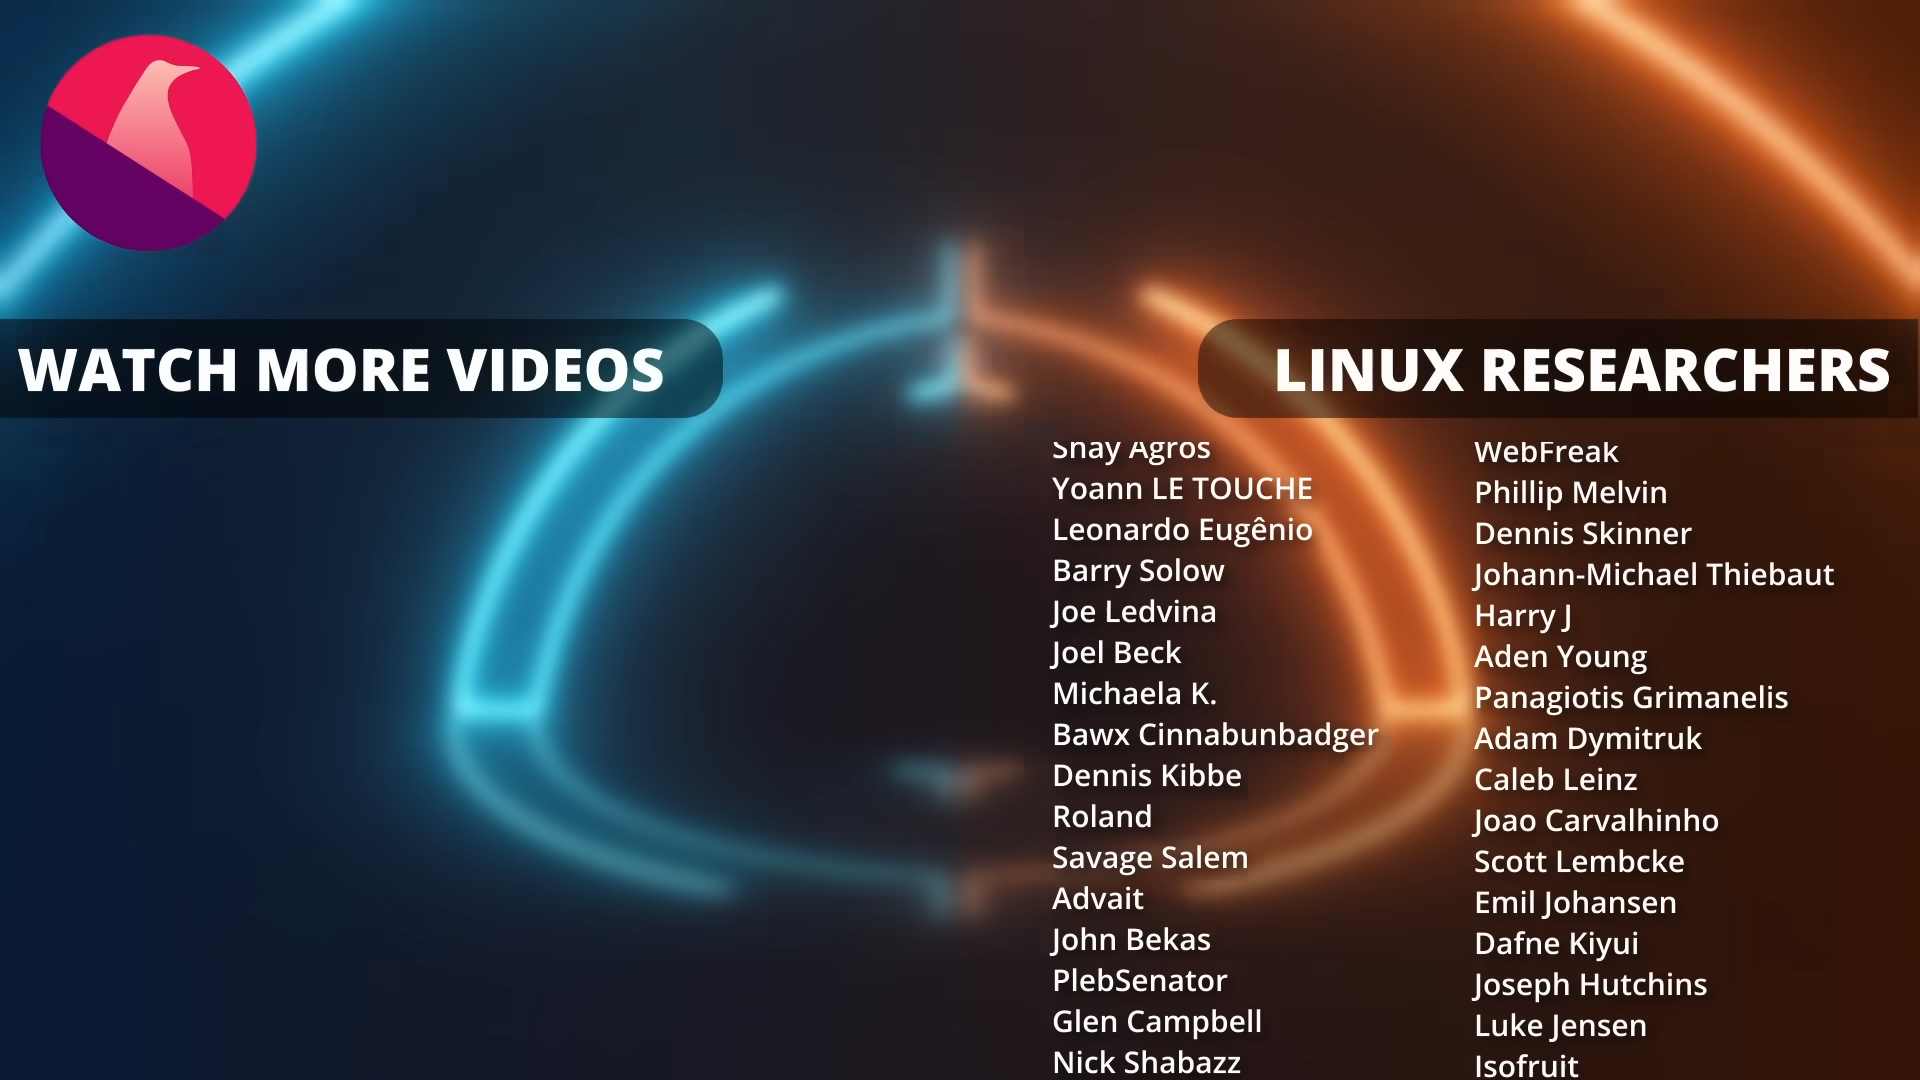 WATCH MORE VIDEOS
LINUX RESEARCHERS
Shay Agros
Yoann LE TOUCHE
Leonardo Eugênio
Barry Solow
Joe Ledvina
Joel Beck
Michaela K.
Bawx Cinnabunbadger
Dennis Kibbe
Roland
Savage Salem
Advait
John Bekas
PlebSenator
Glen Campbell
Nick Shabazz
WebFreak
Phillip Melvin
Dennis Skinner
Johann-Michael Thiebaut
Harry J
Aden Young
Panagiotis Grimanelis
Adam Dymitruk
Caleb Leinz
Joao Carvalhinho
Scott Lembcke
Emil Johansen
Dafne Kiyui
Joseph Hutchins
Luke Jensen
Isofruit